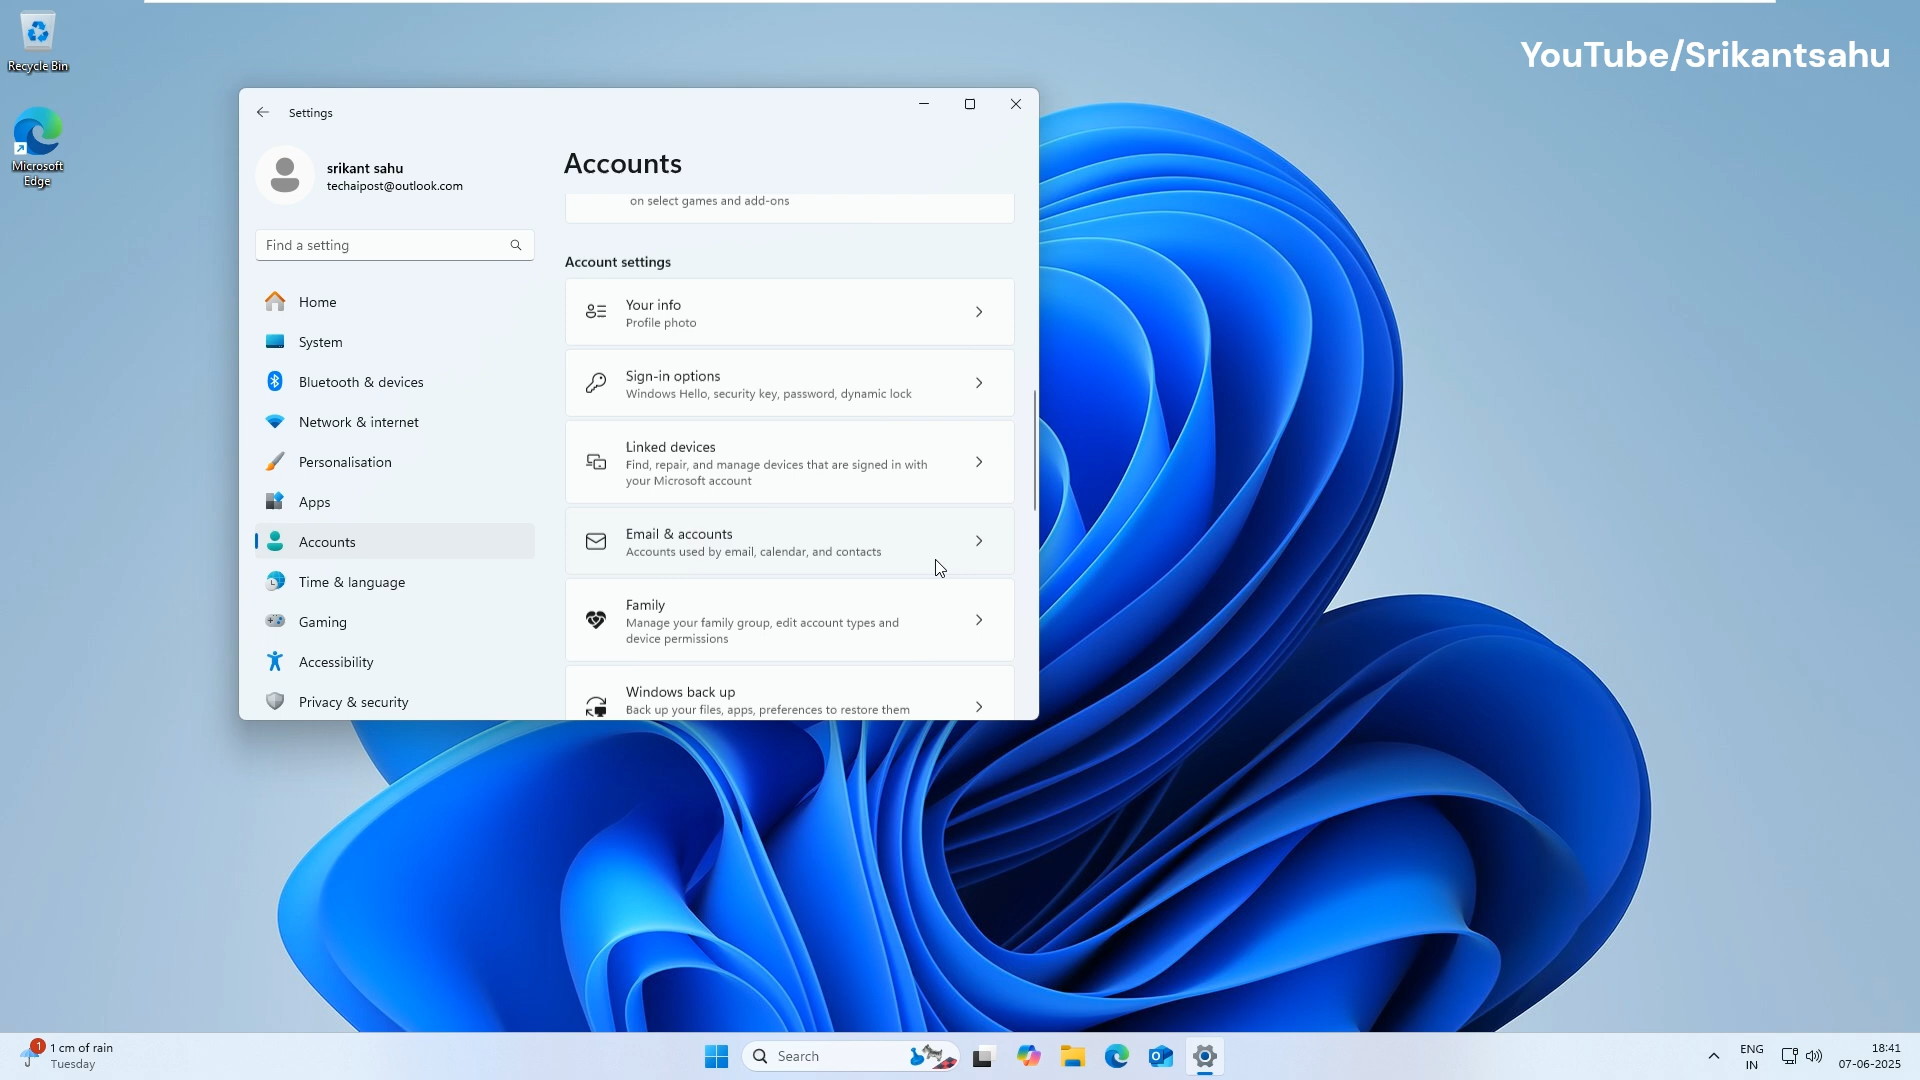 YouTube/Srikantsahu
Recycle Bin
Microsoft
Edge
Settings
srikant sahu
techaipost@outlook.com
Find a setting
Home
System
Bluetooth & devices
Network & internet
Personalisation
Apps
Accounts
Time & language
Gaming
Accessibility
Privacy & security
Accounts
on select games and add-ons
Account settings
Your info
Profile photo
Sign-in options
Windows Hello, security key, password, dynamic lock
Linked devices
Find, repair, and manage devices that are signed in with
your Microsoft account
Email & accounts
Accounts used by email, calendar, and contacts
Family
Manage your family group, edit account types and
device permissions
Windows back up
Back up your files, apps, preferences to restore them
1
1 cm of rain
Tuesday
Search
ENG
IN
18:41
07-06-2025